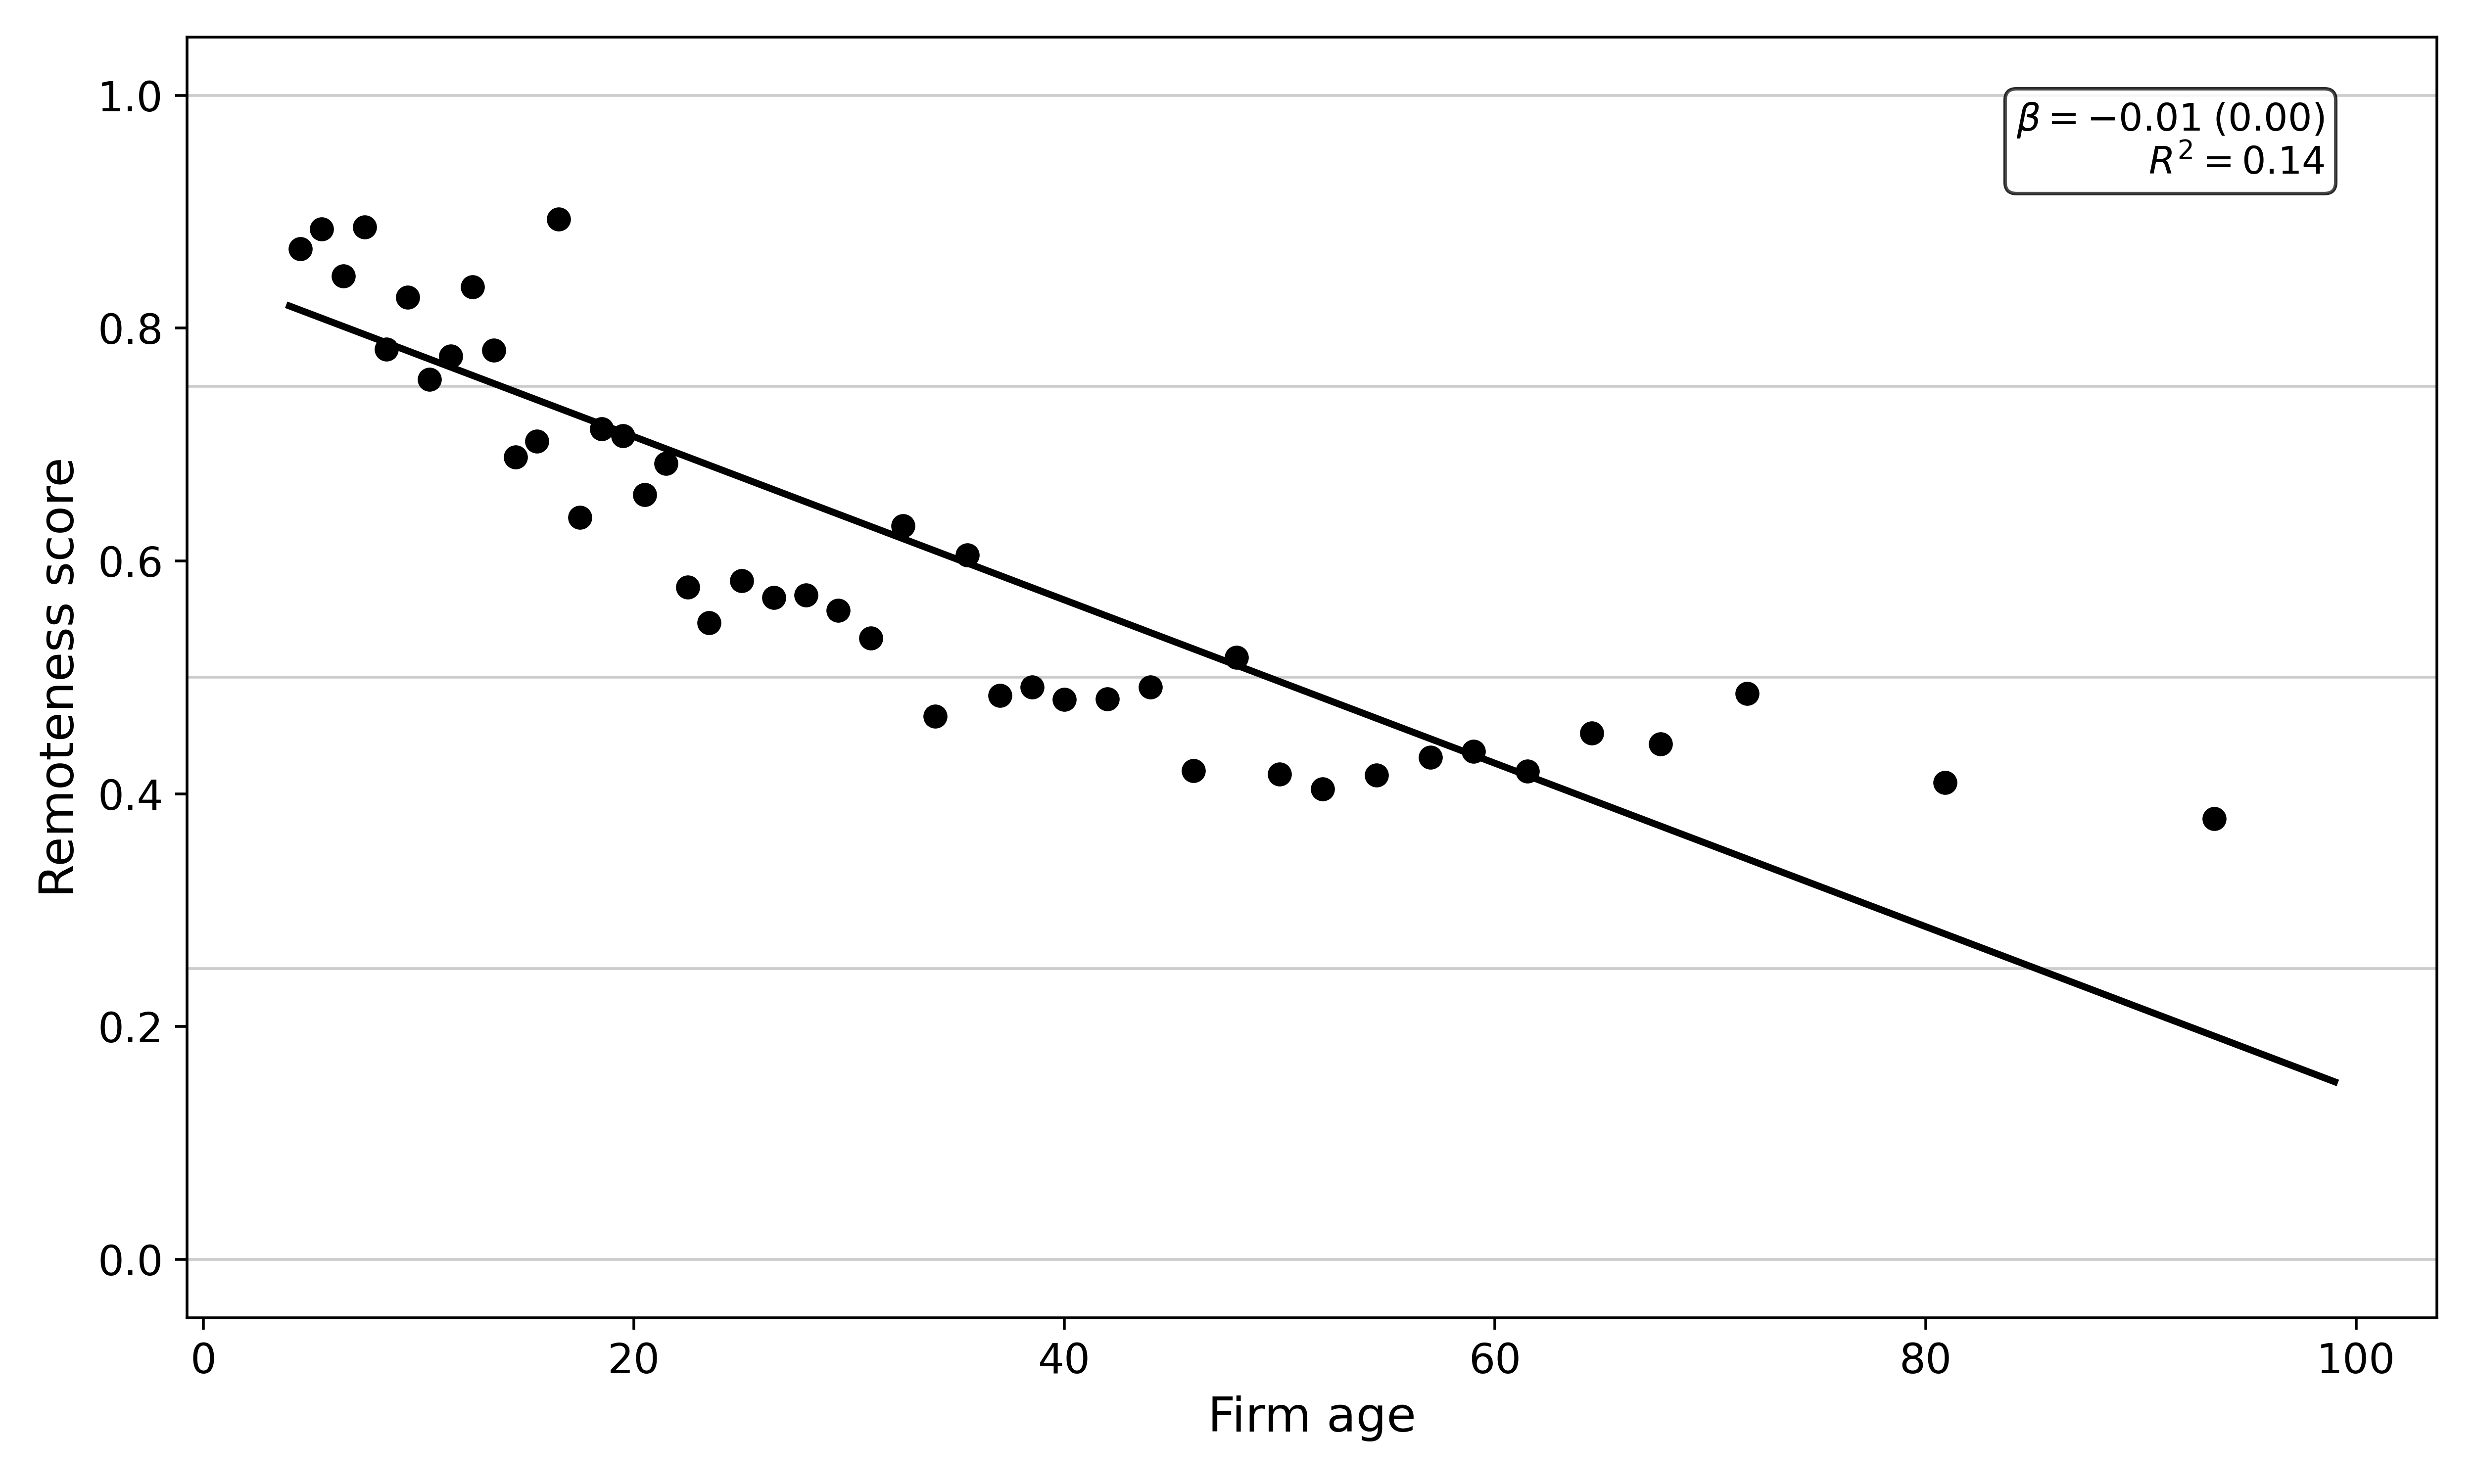 β = −0.01 (0.00)
R² = 0.14
1.0
0.8
0.6
0.4
0.2
0.0
Remoteness score
0 20 40 60 80 100
Firm age